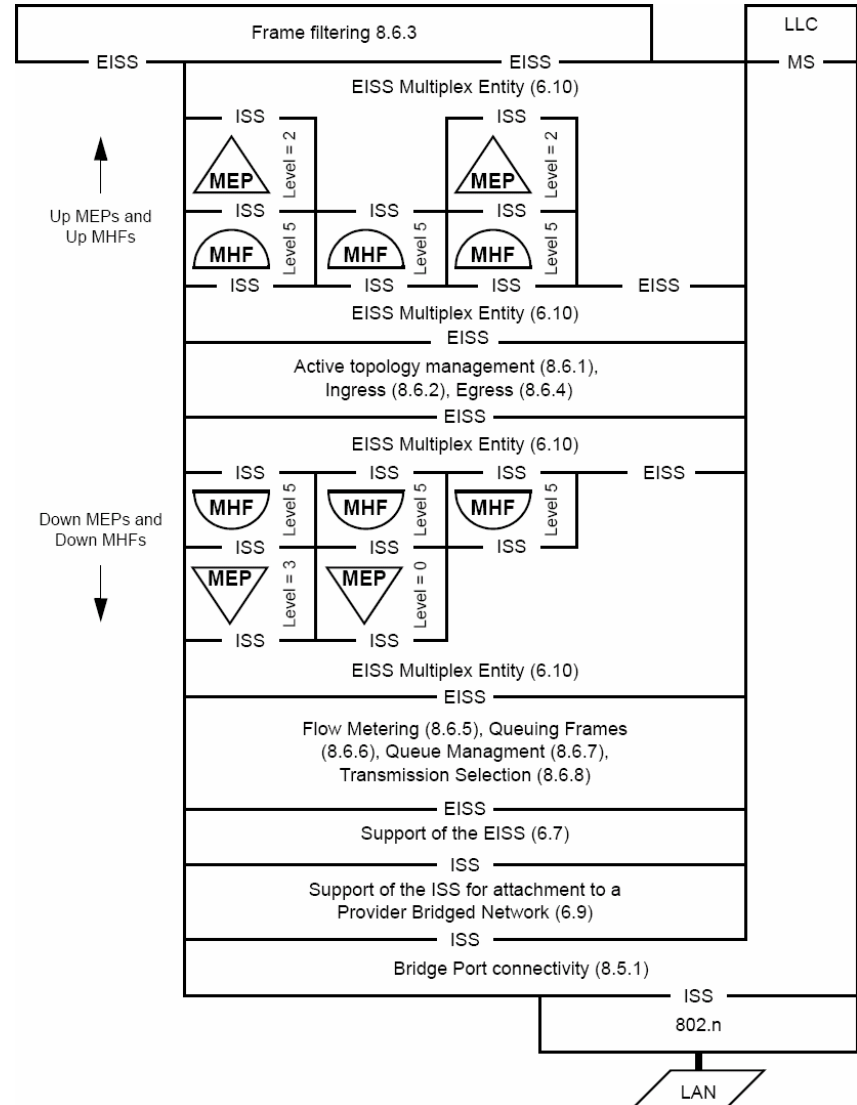 Frame filtering 8.6.3
LLC
EISS
EISS
MS
EISS Multiplex Entity (6.10)
ISS
ISS
MEP
Level = 2
MEP
Level = 2
Up MEPs and
Up MHFs
ISS
ISS
ISS
MHF
Level 5
MHF
Level 5
MHF
Level 5
ISS
ISS
ISS
EISS
EISS Multiplex Entity (6.10)
EISS
Active topology management (8.6.1),
Ingress (8.6.2), Egress (8.6.4)
EISS
EISS Multiplex Entity (6.10)
ISS
ISS
ISS
EISS
MHF
Level 5
MHF
Level 5
MHF
Level 5
Down MEPs and
Down MHFs
ISS
ISS
ISS
MEP
Level = 3
MEP
Level = 0
ISS
ISS
EISS Multiplex Entity (6.10)
EISS
Flow Metering (8.6.5), Queuing Frames
(8.6.6), Queue Managment (8.6.7),
Transmission Selection (8.6.8)
EISS
Support of the EISS (6.7)
ISS
Support of the ISS for attachment to a
Provider Bridged Network (6.9)
ISS
Bridge Port connectivity (8.5.1)
ISS
802.n
LAN